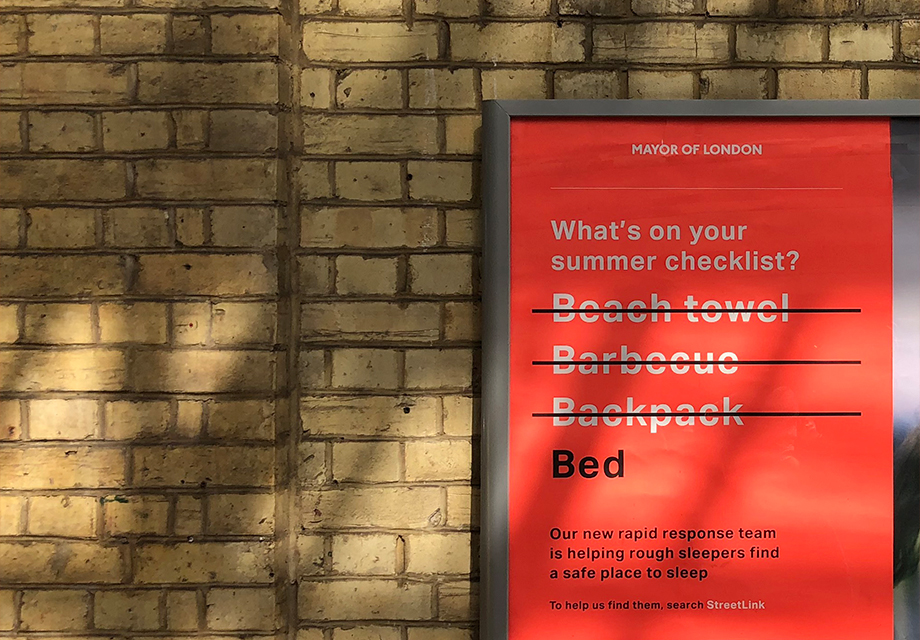 MAYOR OF LONDON
What's on your
summer checklist?
Beach towel
Barbecue
Backpack
Bed
Our new rapid response team
is helping rough sleepers find
a safe place to sleep
To help us find them, search StreetLink